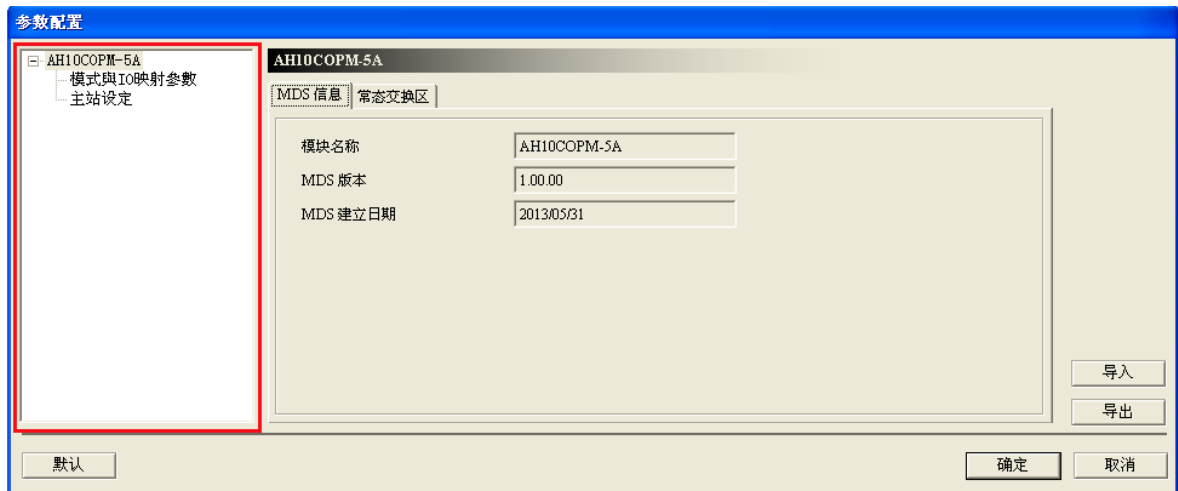 参数配置
AH10COPM-5A
模式與IO映射參數
主站设定
AH10COPM-5A
MDS 信息 常态交换区
模块名称 AH10COPM-5A
MDS 版本 1.00.00
MDS 建立日期 2013/05/31
导入
导出
默认 确定 取消